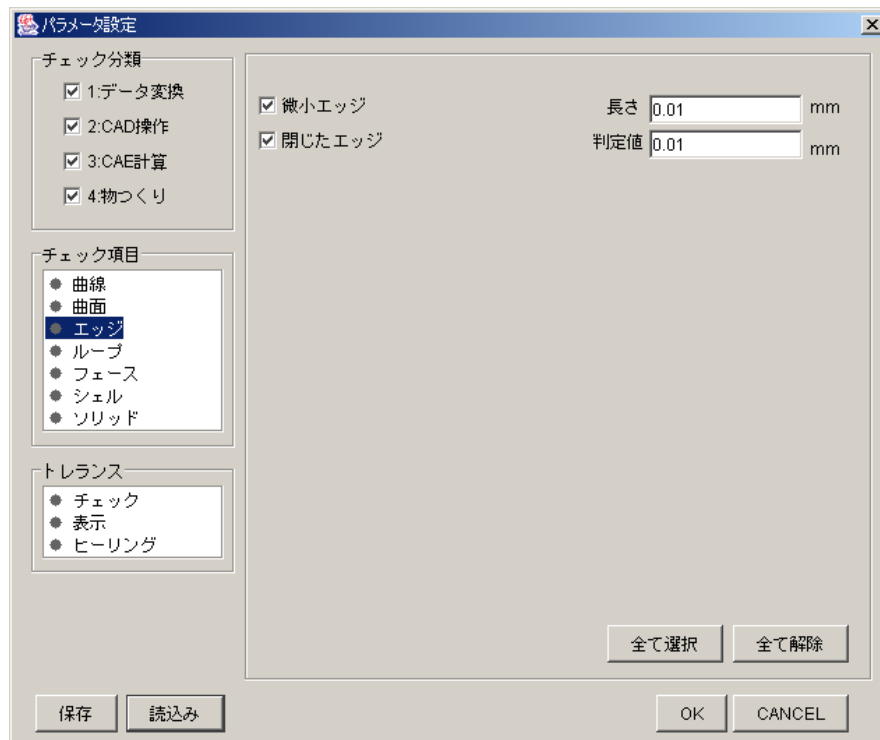 パラメータ設定
チェック分類
1:データ変換
2:CAD操作
3:CAE計算
4:物つくり
チェック項目
曲線
曲面
エッジ
ループ
フェース
シェル
ソリッド
トレランス
チェック
表示
ヒーリング
微小エッジ 長さ 0.01 mm
閉じたエッジ 判定値 0.01 mm
全て選択 全て解除
保存 読込み OK CANCEL